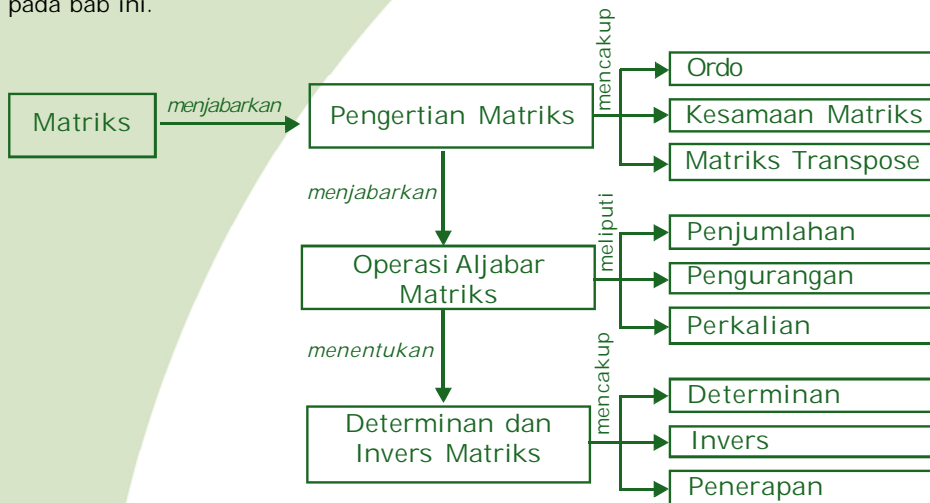 pada bab ini.
Matriks
menjabarkan
Pengertian Matriks
mencakup
Ordo
Kesamaan Matriks
Matriks Transpose
menjabarkan
Operasi Aljabar
Matriks
meliputi
Penjumlahan
Pengurangan
Perkalian
menentukan
Determinan dan
Invers Matriks
mencakup
Determinan
Invers
Penerapan